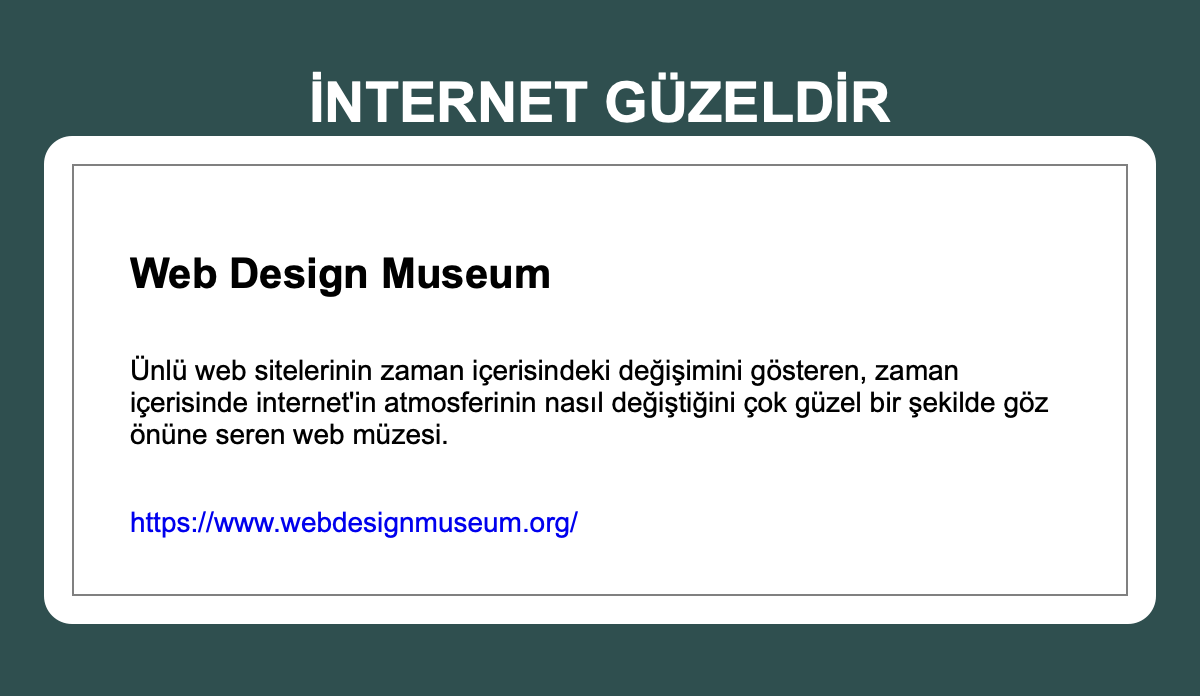 İNTERNET GÜZELDİR
Web Design Museum
Ünlü web sitelerinin zaman içerisindeki değişimini gösteren, zaman
içerisinde internet'in atmosferinin nasıl değiştiğini çok güzel bir şekilde göz
önüne seren web müzesi.
https://www.webdesignmuseum.org/